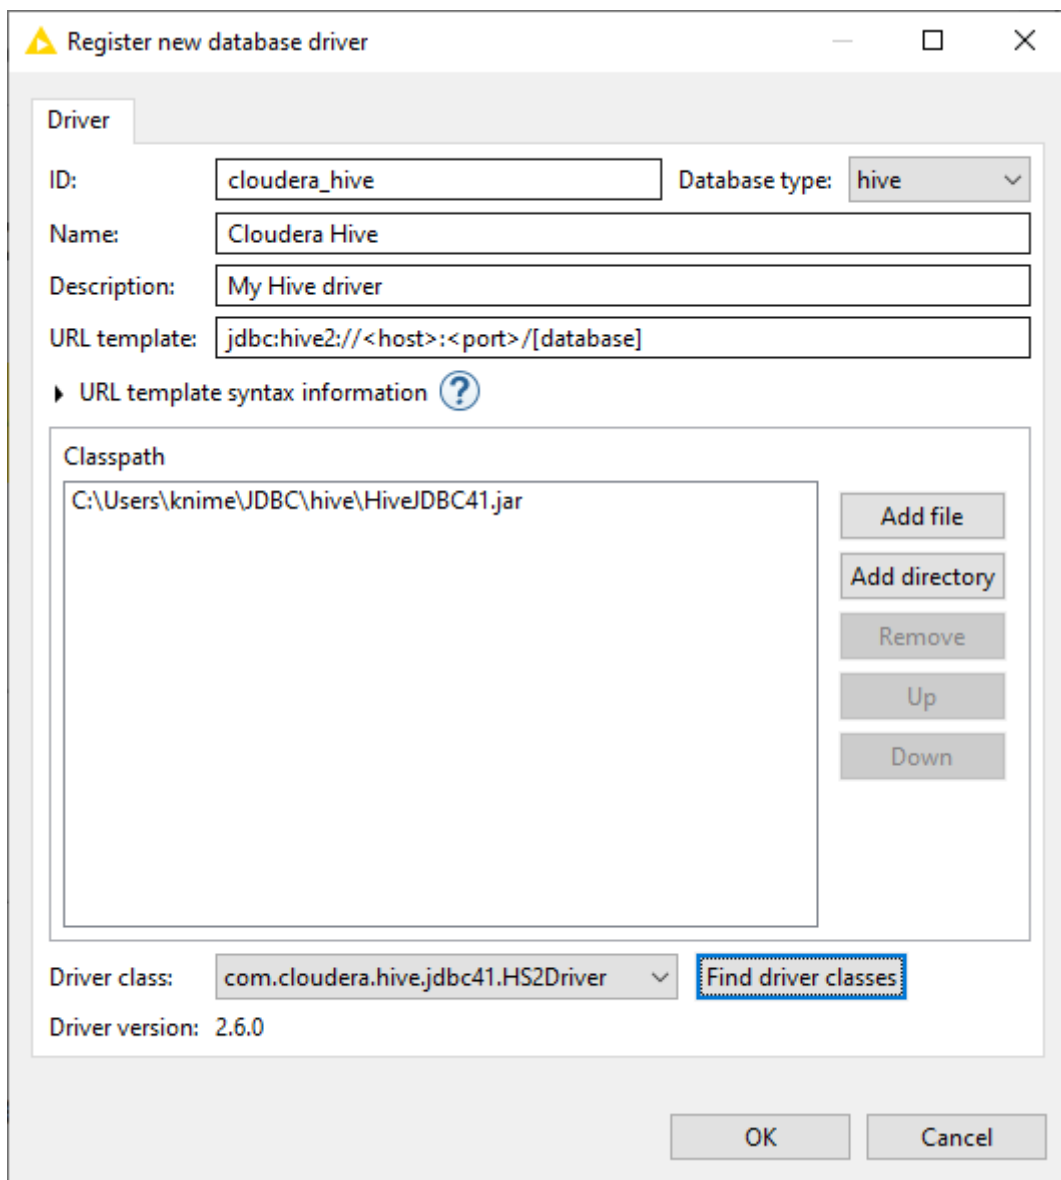 Register new database driver
Driver
ID: cloudera_hive Database type: hive
Name: Cloudera Hive
Description: My Hive driver
URL template: jdbc:hive2://<host>:<port>/[database]
URL template syntax information ?
Classpath
C:\Users\knime\JDBC\hive\HiveJDBC41.jar
Add file
Add directory
Remove
Up
Down
Driver class: com.cloudera.hive.jdbc41.HS2Driver Find driver classes
Driver version: 2.6.0
OK Cancel